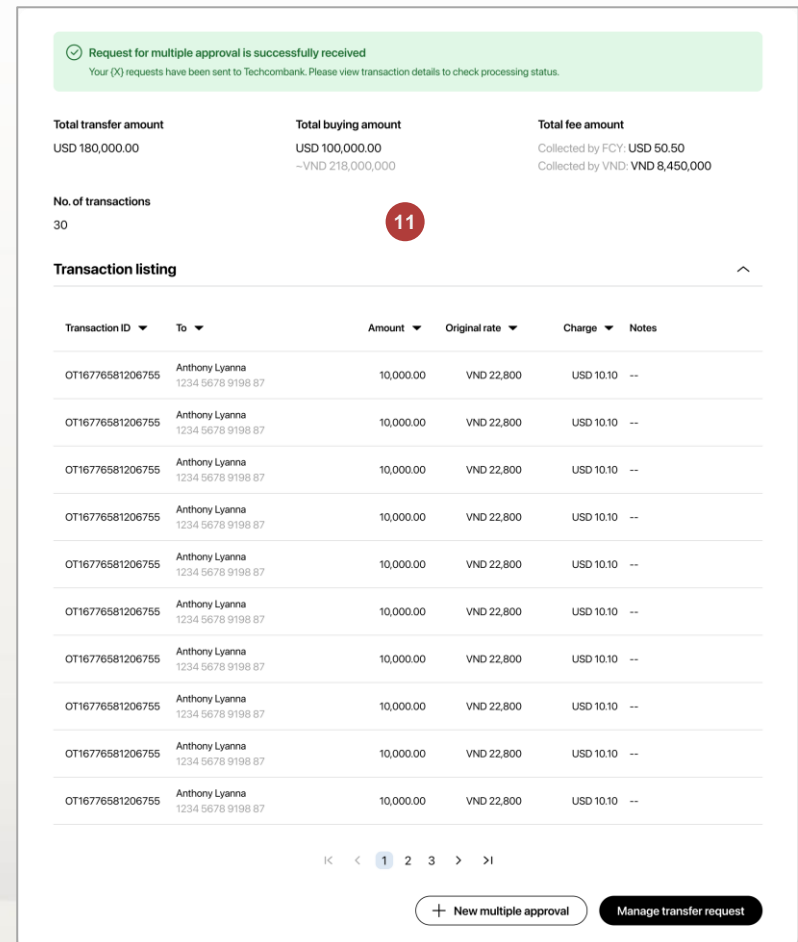 Request for multiple approval is successfully received
Your {X} requests have been sent to Techcombank. Please view transaction details to check processing status.
Total transfer amount
USD 180,000.00
Total buying amount
USD 100,000.00
~VND 218,000,000
Total fee amount
Collected by FCY: USD 50.50
Collected by VND: VND 8,450,000
No. of transactions
30
11
Transaction listing
Transaction ID To Amount Original rate Charge Notes
OT16776581206755 Anthony Lyanna 10,000.00 VND 22,800 USD 10.10 --
1234 5678 9198 87
OT16776581206755 Anthony Lyanna 10,000.00 VND 22,800 USD 10.10 --
1234 5678 9198 87
OT16776581206755 Anthony Lyanna 10,000.00 VND 22,800 USD 10.10 --
1234 5678 9198 87
OT16776581206755 Anthony Lyanna 10,000.00 VND 22,800 USD 10.10 --
1234 5678 9198 87
OT16776581206755 Anthony Lyanna 10,000.00 VND 22,800 USD 10.10 --
1234 5678 9198 87
OT16776581206755 Anthony Lyanna 10,000.00 VND 22,800 USD 10.10 --
1234 5678 9198 87
OT16776581206755 Anthony Lyanna 10,000.00 VND 22,800 USD 10.10 --
1234 5678 9198 87
OT16776581206755 Anthony Lyanna 10,000.00 VND 22,800 USD 10.10 --
1234 5678 9198 87
OT16776581206755 Anthony Lyanna 10,000.00 VND 22,800 USD 10.10 --
1234 5678 9198 87
OT16776581206755 Anthony Lyanna 10,000.00 VND 22,800 USD 10.10 --
1234 5678 9198 87
1 2 3
+ New multiple approval
Manage transfer request